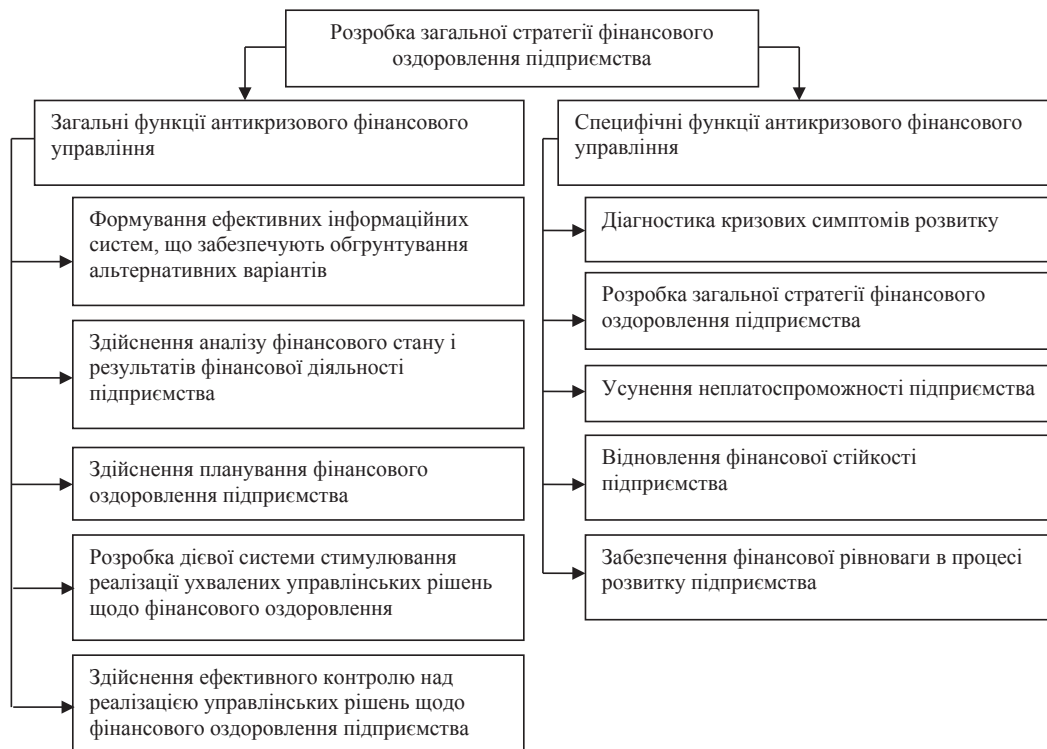 Розробка загальної стратегії фінансового
оздоровлення підприємства
Загальні функції антикризового фінансового
управління
Формування ефективних інформаційних
систем, що забезпечують обгрунтування
альтернативних варіантів
Здійснення аналізу фінансового стану і
результатів фінансової діяльності
підприємства
Здійснення планування фінансового
оздоровлення підприємства
Розробка дієвої системи стимулювання
реалізації ухвалених управлінських рішень
щодо фінансового оздоровлення
Здійснення ефективного контролю над
реалізацією управлінських рішень щодо
фінансового оздоровлення підприємства
Специфічні функції антикризового фінансового
управління
Діагностика кризових симптомів розвитку
Розробка загальної стратегії фінансового
оздоровлення підприємства
Усунення неплатоспроможності підприємства
Відновлення фінансової стійкості
підприємства
Забезпечення фінансової рівноваги в процесі
розвитку підприємства